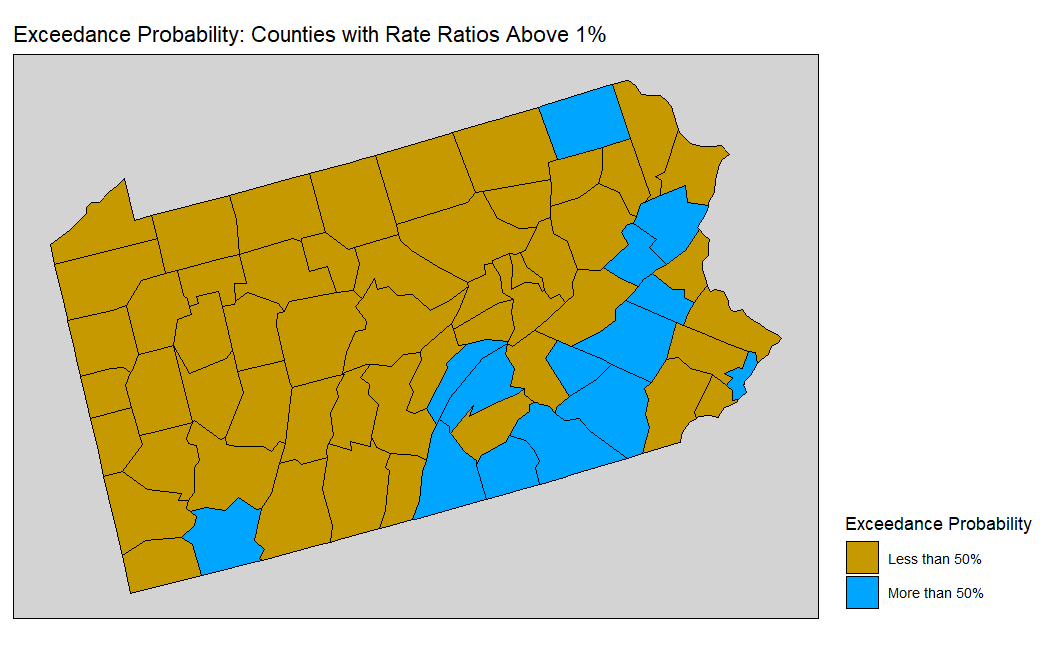 Exceedance Probability: Counties with Rate Ratios Above 1%
Exceedance Probability
Less than 50%
More than 50%